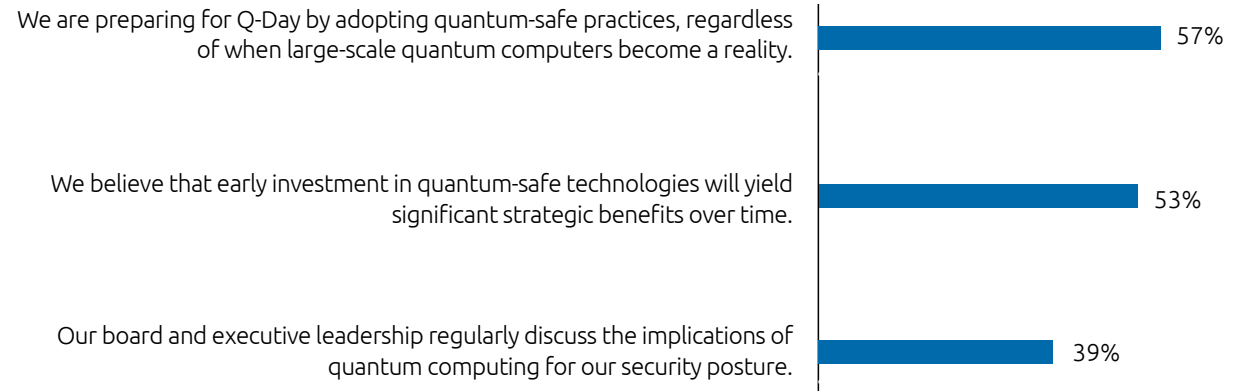 We are preparing for Q-Day by adopting quantum-safe practices, regardless
of when large-scale quantum computers become a reality.
57%
We believe that early investment in quantum-safe technologies will yield
significant strategic benefits over time.
53%
Our board and executive leadership regularly discuss the implications of
quantum computing for our security posture.
39%